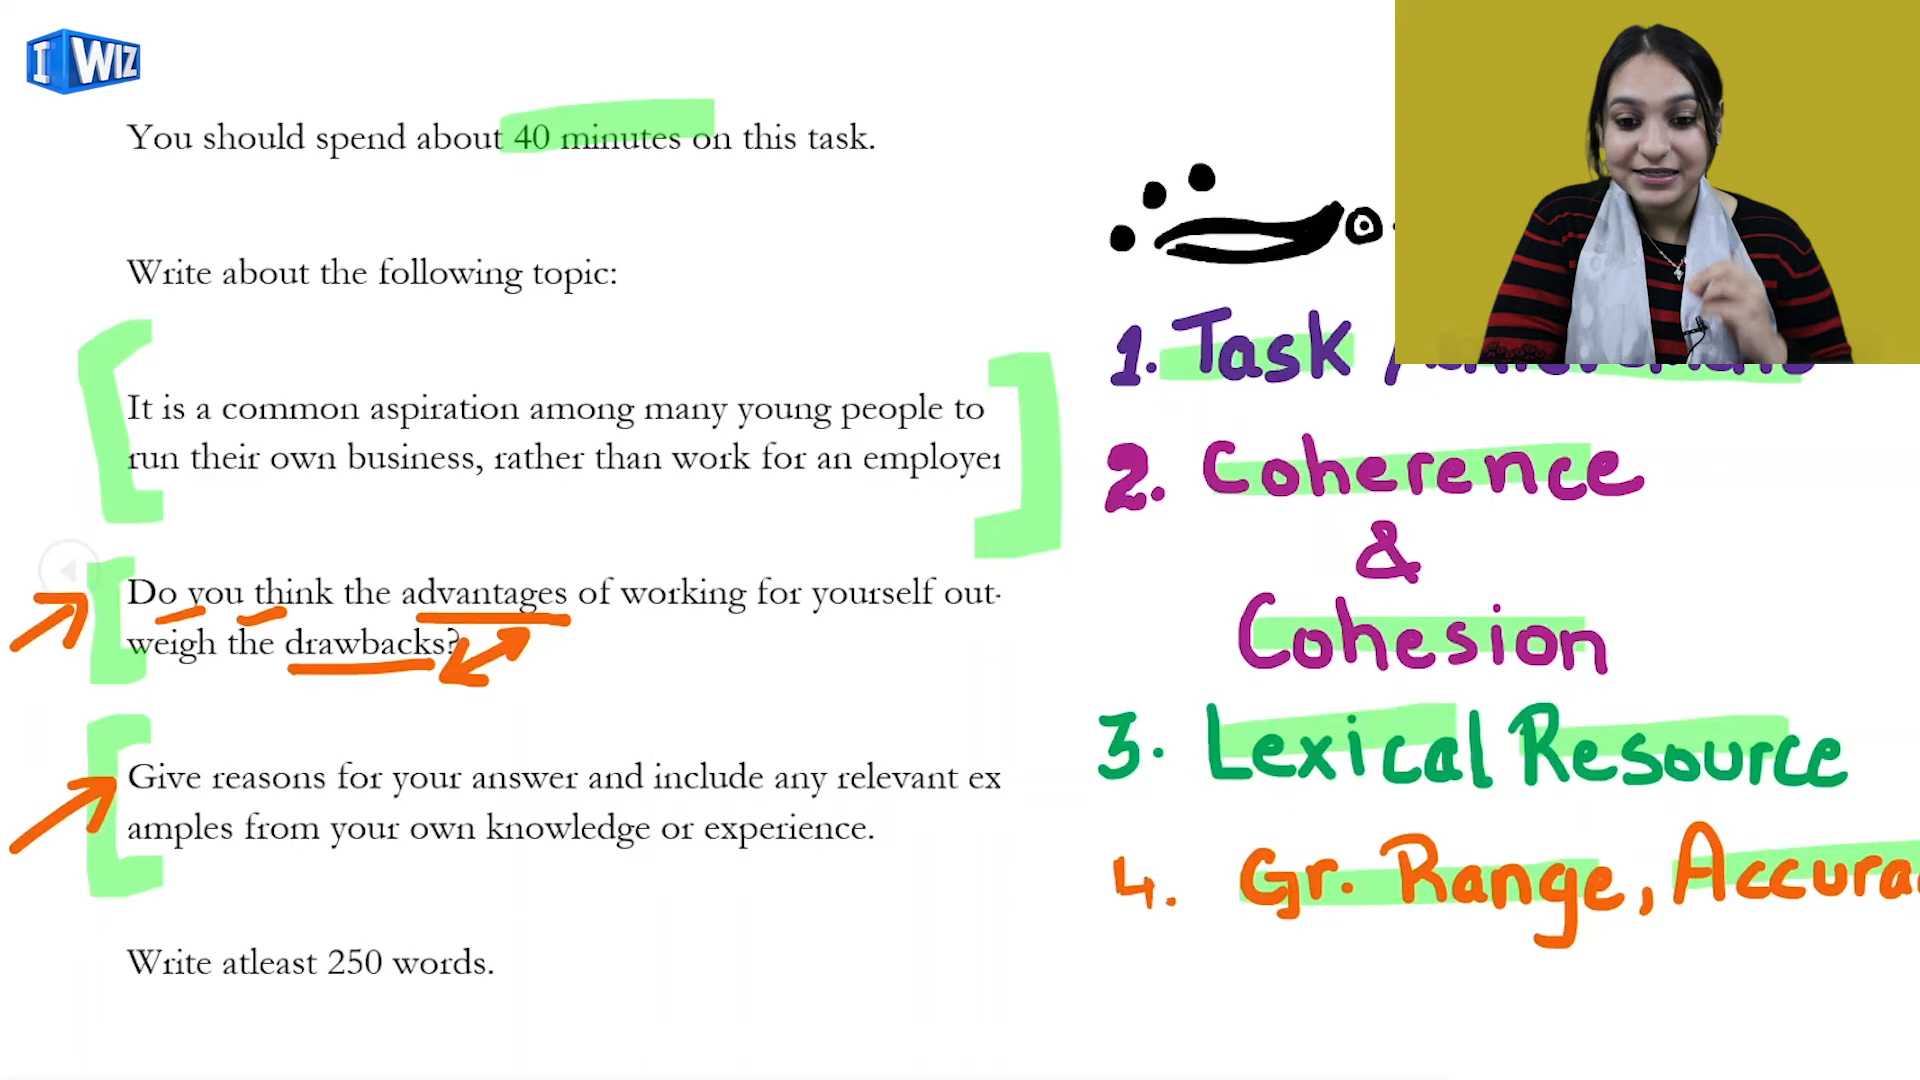 I WIZ
You should spend about 40 minutes on this task.
Write about the following topic:
It is a common aspiration among many young people to
run their own business, rather than work for an employer
Do you think the advantages of working for yourself out-
weigh the drawbacks?
Give reasons for your answer and include any relevant ex
amples from your own knowledge or experience.
Write atleast 250 words.
1. Task
2. Coherence
&
Cohesion
3. Lexical Resource
4. Gr. Range, Accura